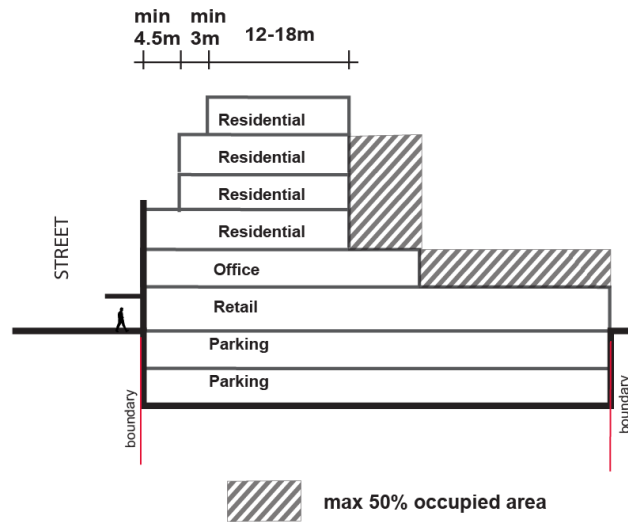 min
4.5m
min
3m
12-18m
Residential
Residential
Residential
Residential
Office
Retail
Parking
Parking
STREET
boundary
boundary
max 50% occupied area